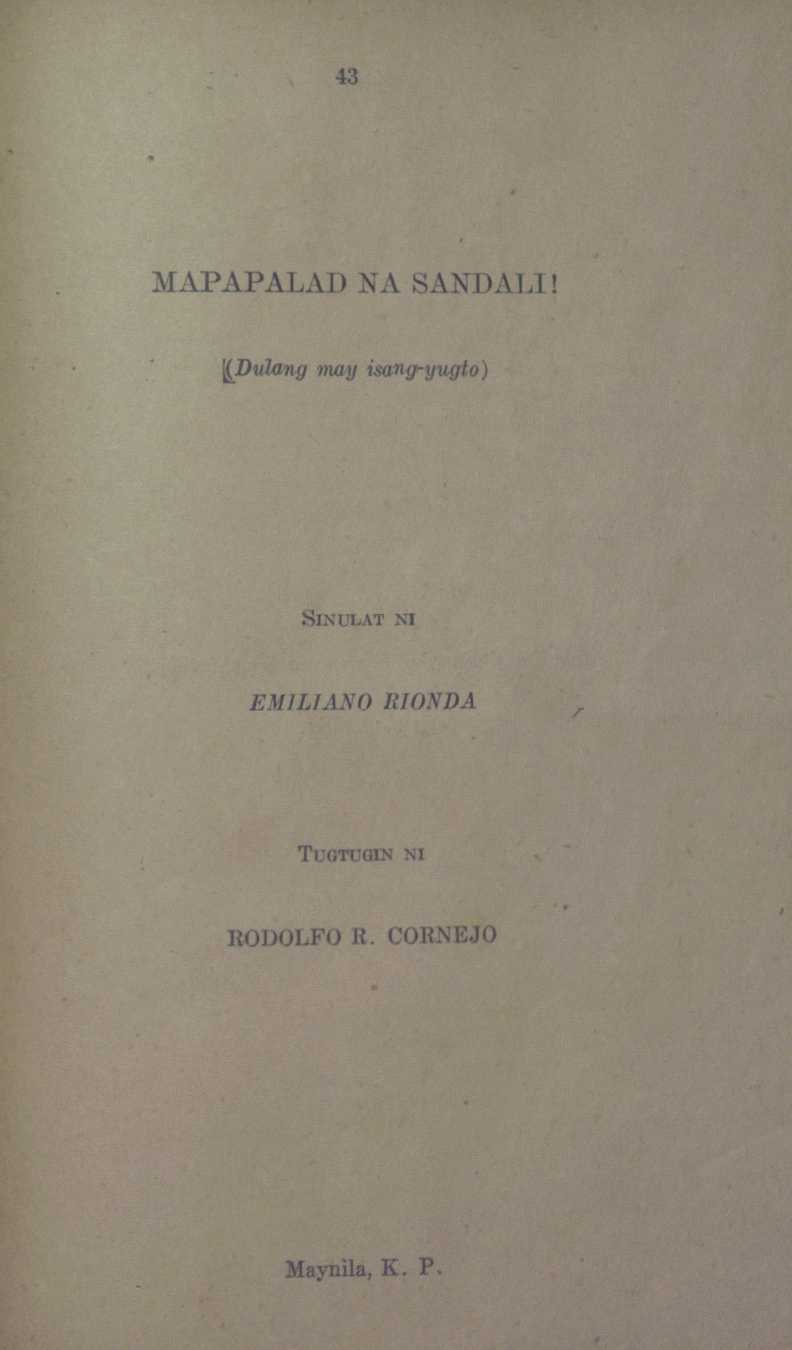 43
MAPAPALAD NA SANDALI!
(Dulang may isang-yugto)
SINULAT NI
EMILIANO RIONDA
TUGTUGIN NI
RODOLFO R. CORNEJO
Maynila, K. P.